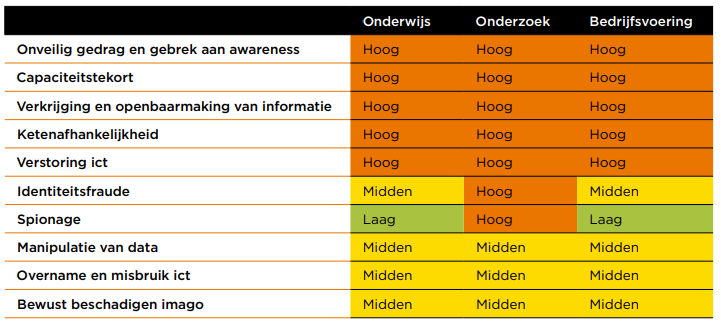 Onderwijs Onderzoek Bedrijfsvoering
Onveilig gedrag en gebrek aan awareness Hoog Hoog Hoog
Capaciteitstekort Hoog Hoog Hoog
Verkrijging en openbaarmaking van informatie Hoog Hoog Hoog
Ketenafhankelijkheid Hoog Hoog Hoog
Verstoring ict Hoog Hoog Hoog
Identiteitsfraude Midden Hoog Midden
Spionage Laag Hoog Laag
Manipulatie van data Midden Midden Midden
Overname en misbruik ict Midden Midden Midden
Bewust beschadigen imago Midden Midden Midden